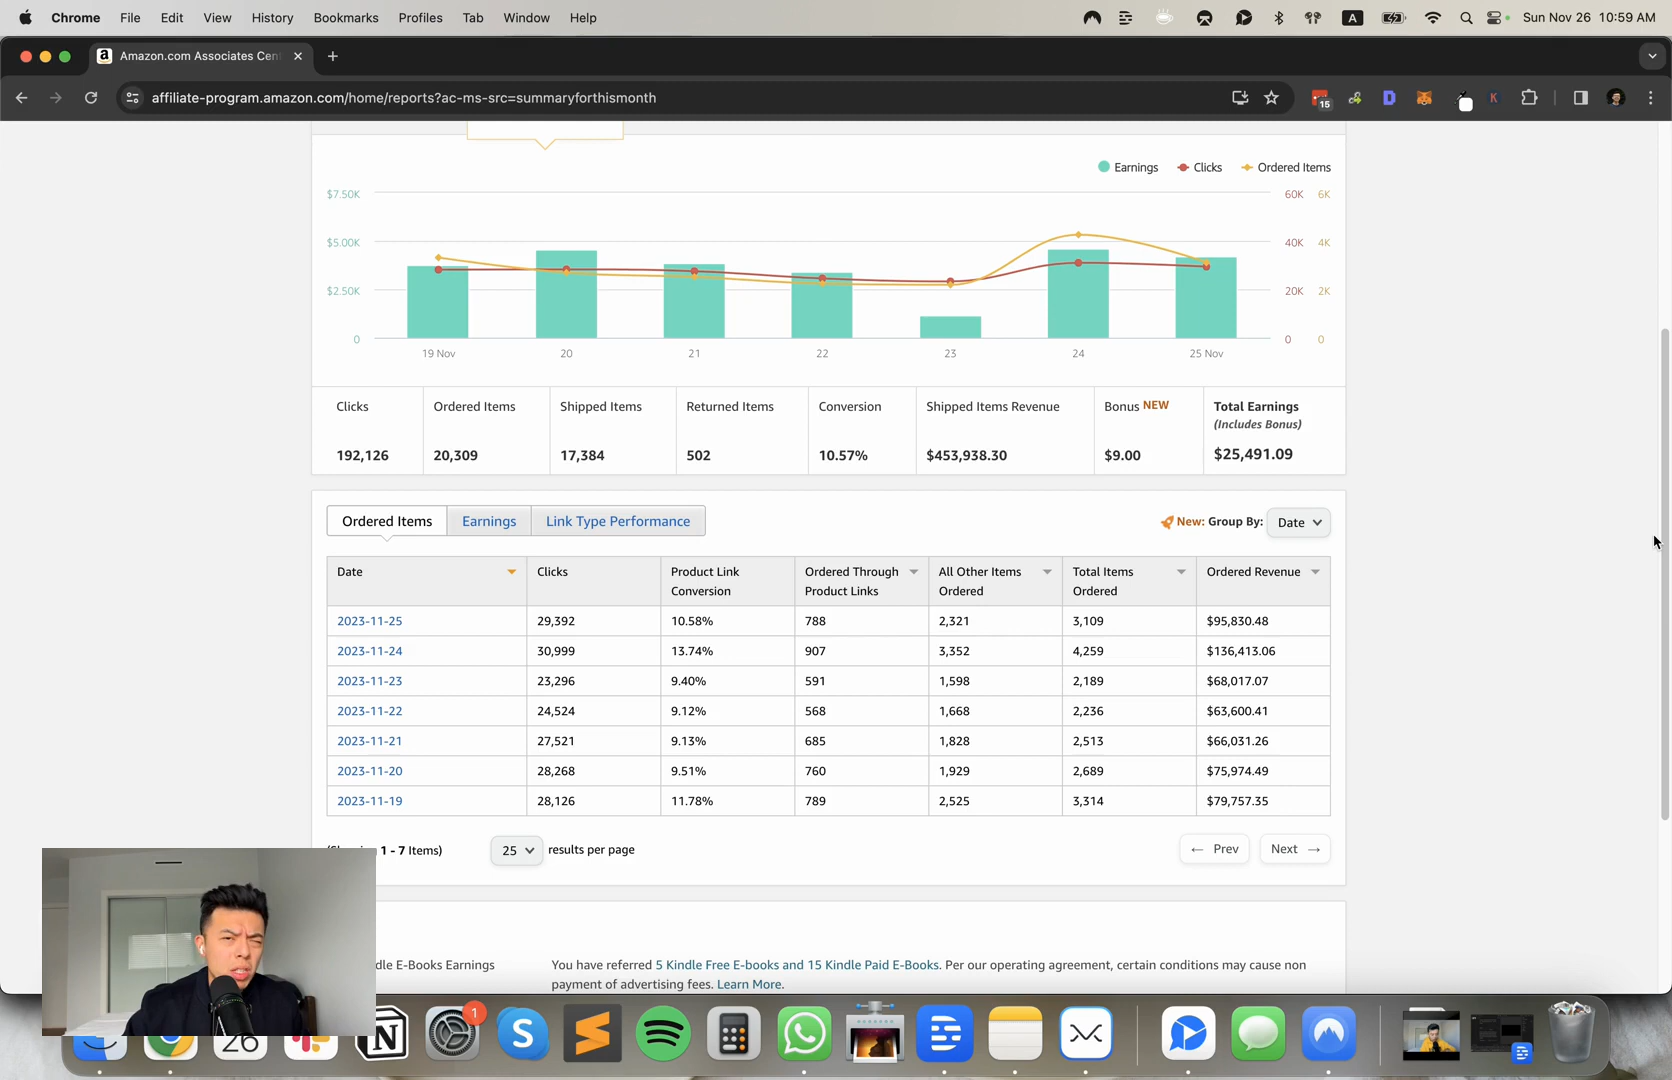 Chrome File Edit View History Bookmarks Profiles Tab Window Help A Sun Nov 26 10:59 AM
a Amazon.com Associates Cen
affiliate-program.amazon.com/home/reports?ac-ms-src=summaryforthismonth 15 D K
Earnings Clicks Ordered Items
$7.50K 60K 6K
$5.00K 40K 4K
$2.50K 20K 2K
0 0 0
19 Nov 20 21 22 23 24 25 Nov
Clicks Ordered Items Shipped Items Returned Items Conversion Shipped Items Revenue Bonus NEW Total Earnings
(Includes Bonus)
192,126 20,309 17,384 502 10.57% $453,938.30 $9.00 $25,491.09
Ordered Items Earnings Link Type Performance New: Group By: Date
Date Clicks Product Link Conversion Ordered Through Product Links All Other Items Ordered Total Items Ordered Ordered Revenue
2023-11-25 29,392 10.58% 788 2,321 3,109 $95,830.48
2023-11-24 30,999 13.74% 907 3,352 4,259 $136,413.06
2023-11-23 23,296 9.40% 591 1,598 2,189 $68,017.07
2023-11-22 24,524 9.12% 568 1,668 2,236 $63,600.41
2023-11-21 27,521 9.13% 685 1,828 2,513 $66,031.26
2023-11-20 28,268 9.51% 760 1,929 2,689 $75,974.49
2023-11-19 28,126 11.78% 789 2,525 3,314 $79,757.35
1 - 7 Items) 25 results per page ← Prev Next →
dle E-Books Earnings You have referred 5 Kindle Free E-books and 15 Kindle Paid E-Books. Per our operating agreement, certain conditions may cause non
payment of advertising fees. Learn More.
26 N 1 S